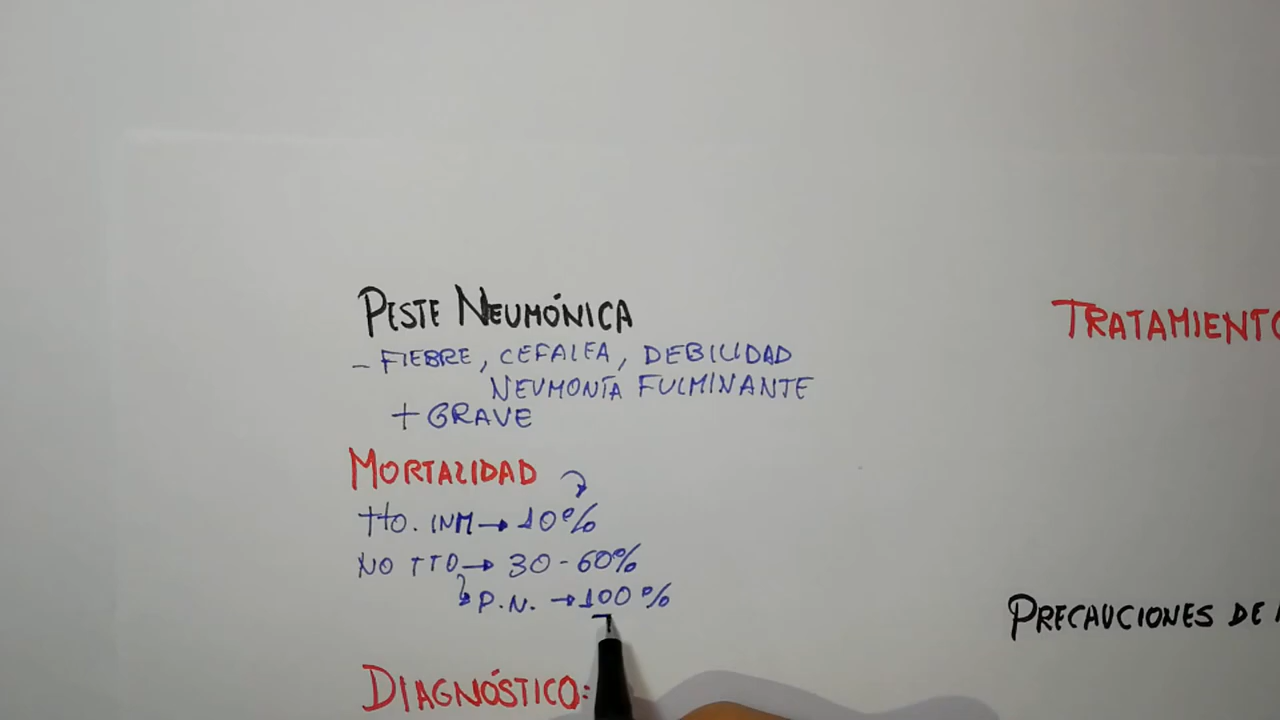 PESTE NEUMÓNICA
- FIEBRE, CEFALEA, DEBILIDAD
NEUMONÍA FULMINANTE
+ GRAVE
MORTALIDAD
tto. INM → 10%
NO TTO → 30-60%
P.N. → 100%
DIAGNÓSTICO:
TRATAMIENTO
PRECAUCIONES DE